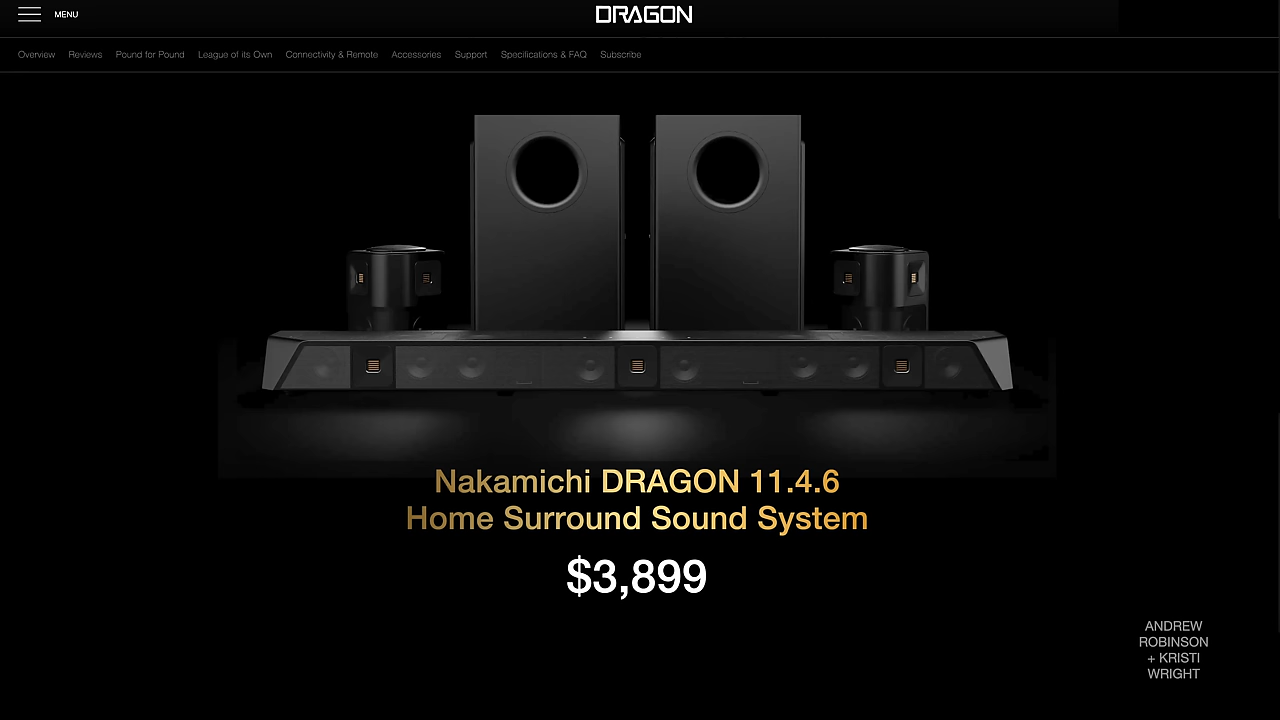 MENU
DRAGON
Overview Reviews Pound for Pound League of its Own Connectivity & Remote Accessories Support Specifications & FAQ Subscribe
Nakamichi DRAGON 11.4.6
Home Surround Sound System
$3,899
ANDREW
ROBINSON
+ KRISTI
WRIGHT